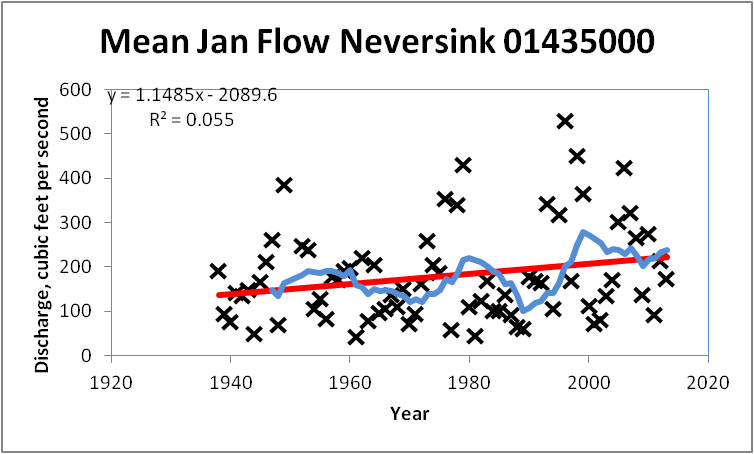 Mean Jan Flow Neversink 01435000
y = 1.1485x - 2089.6
R² = 0.055
Discharge, cubic feet per second
600
500
400
300
200
100
0
1920 1940 1960 1980 2000 2020
Year